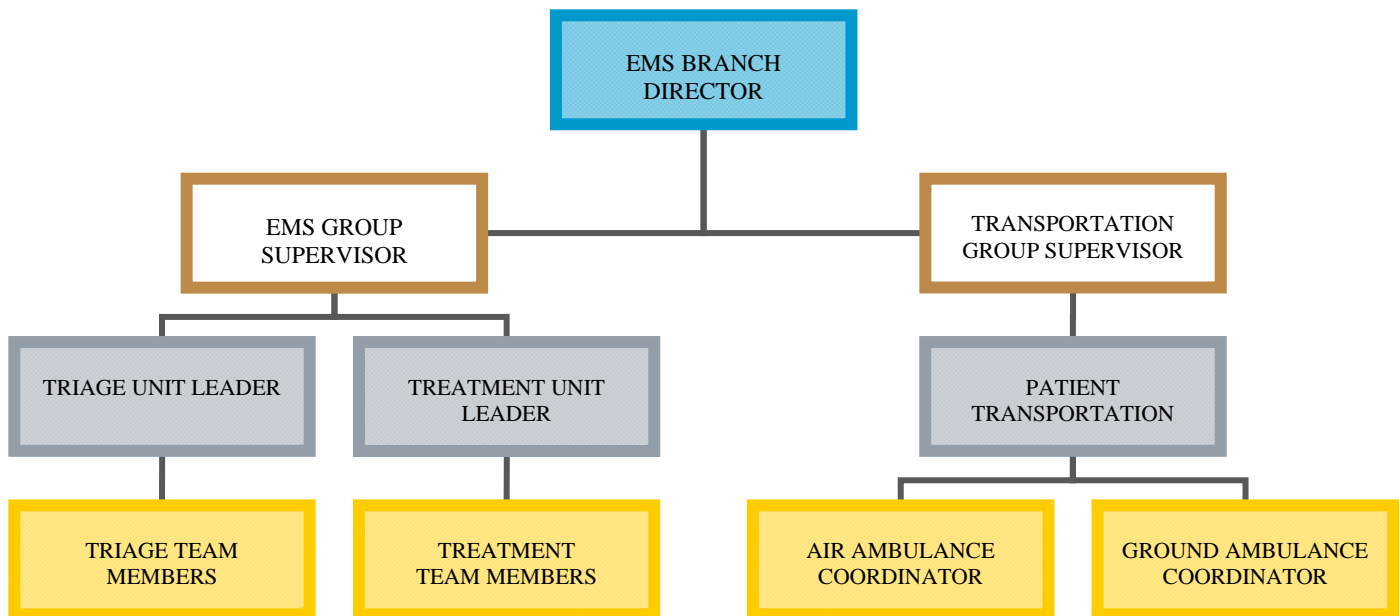 EMS BRANCH
DIRECTOR
EMS GROUP
SUPERVISOR
TRANSPORTATION
GROUP SUPERVISOR
TRIAGE UNIT LEADER
TREATMENT UNIT
LEADER
PATIENT
TRANSPORTATION
TRIAGE TEAM
MEMBERS
TREATMENT
TEAM MEMBERS
AIR AMBULANCE
COORDINATOR
GROUND AMBULANCE
COORDINATOR